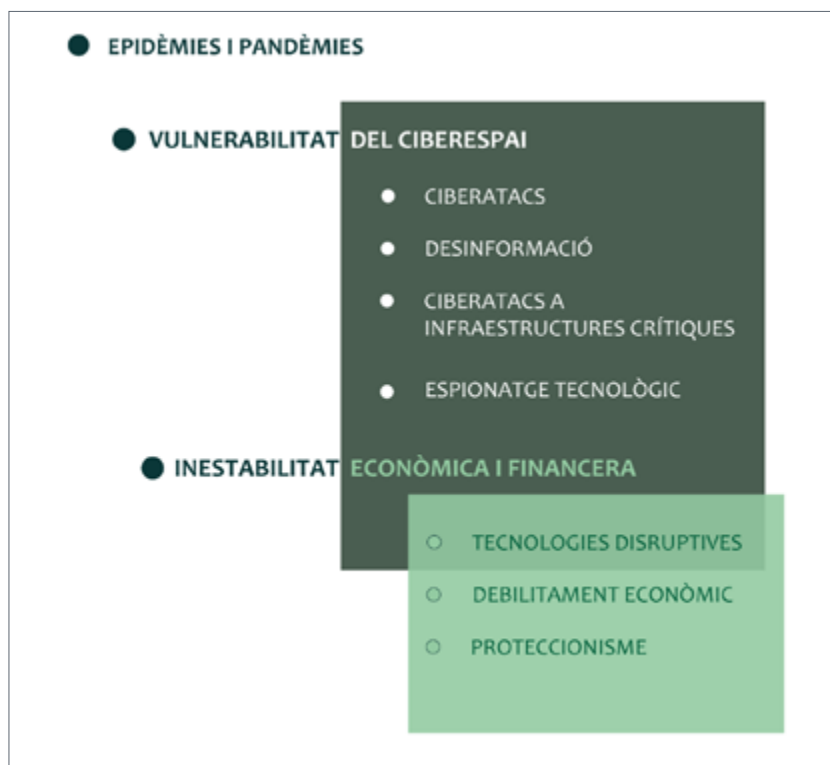 EPIDÈMIES I PANDÈMIES
VULNERABILITAT DEL CIBERESPAI
CIBERATACS
DESINFORMACIÓ
CIBERATACS A
INFRAESTRUCTURES CRÍTIQUES
ESPIONATGE TECNOLÒGIC
INESTABILITAT ECONÒMICA I FINANCERA
TECNOLOGIES DISRUPTIVES
DEBILITAMENT ECONÒMIC
PROTECCIONISME